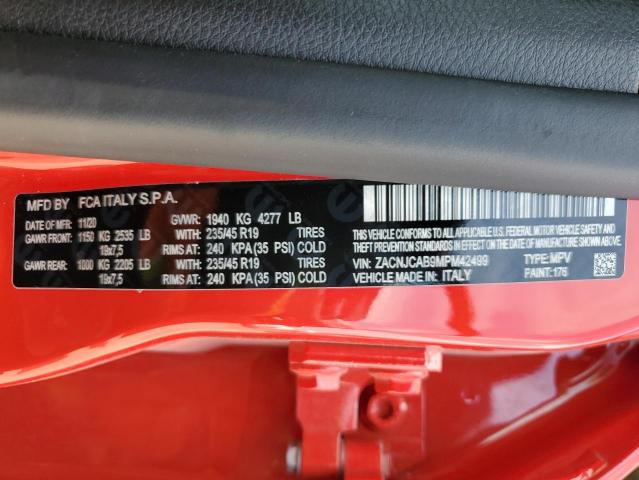 MFD BY FCA ITALY S.P.A.
DATE OF MFR: 11/20 GVWR: 1940 KG 4277 LB
GAWR FRONT: 1150 KG 2535 LB WITH: 235/45 R19 TIRES
19x7,5 RIMS AT: 240 KPA (35 PSI) COLD
GAWR REAR: 1000 KG 2205 LB WITH: 235/45 R19 TIRES
19x7,5 RIMS AT: 240 KPA (35 PSI) COLD
THIS VEHICLE CONFORMS TO ALL APPLICABLE
U.S. FEDERAL MOTOR VEHICLE SAFETY, BUMPER, AND
THEFT PREVENTION STANDARDS IN EFFECT ON THE
DATE OF MANUFACTURE SHOWN ABOVE
VIN: ZACNJCAB9MPM42499 TYPE: MPV
VEHICLE MADE IN: ITALY PAINT: 176